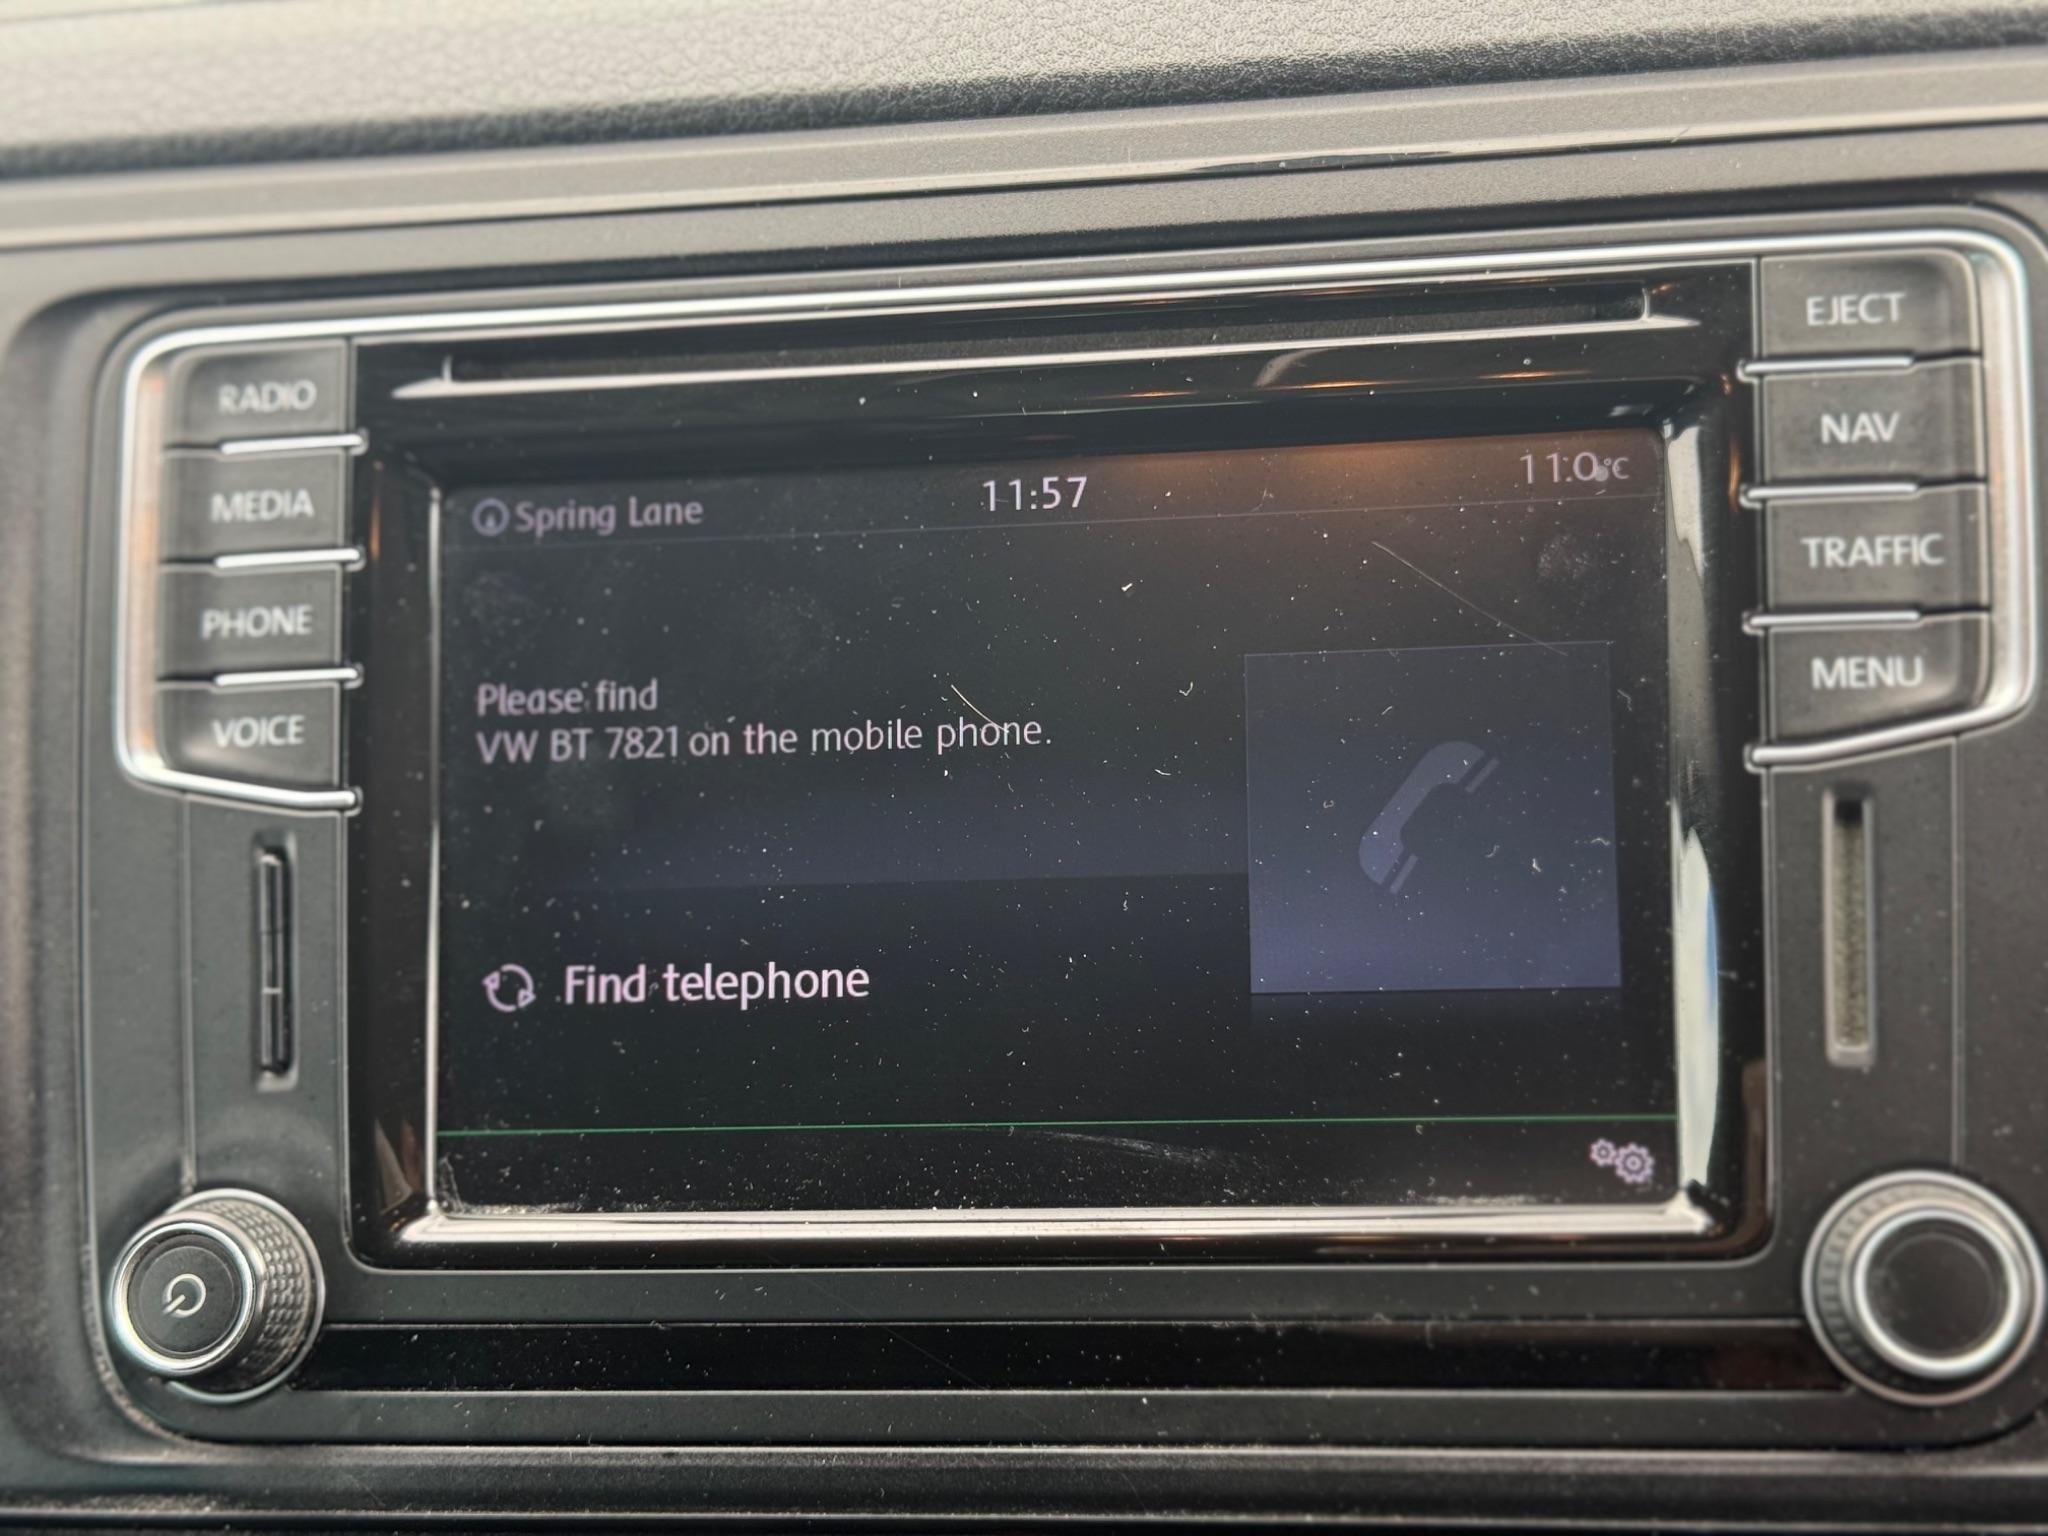 EJECT
RADIO
NAV
MEDIA
Spring Lane
11:57
11.0°C
TRAFFIC
PHONE
MENU
VOICE
Please find
VW BT 7821 on the mobile phone.
Find telephone